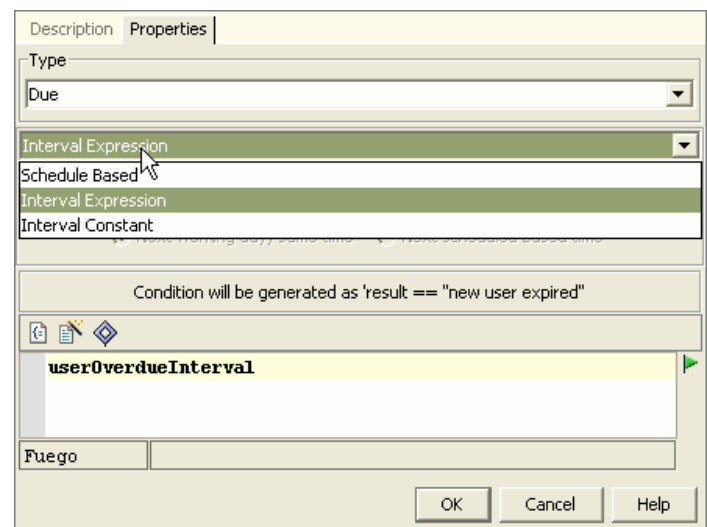 Description Properties
Type
Due
Interval Expression
Schedule Based
Interval Expression
Interval Constant
Condition will be generated as 'result == "new user expired"
userOverdueInterval
Fuego
OK Cancel Help